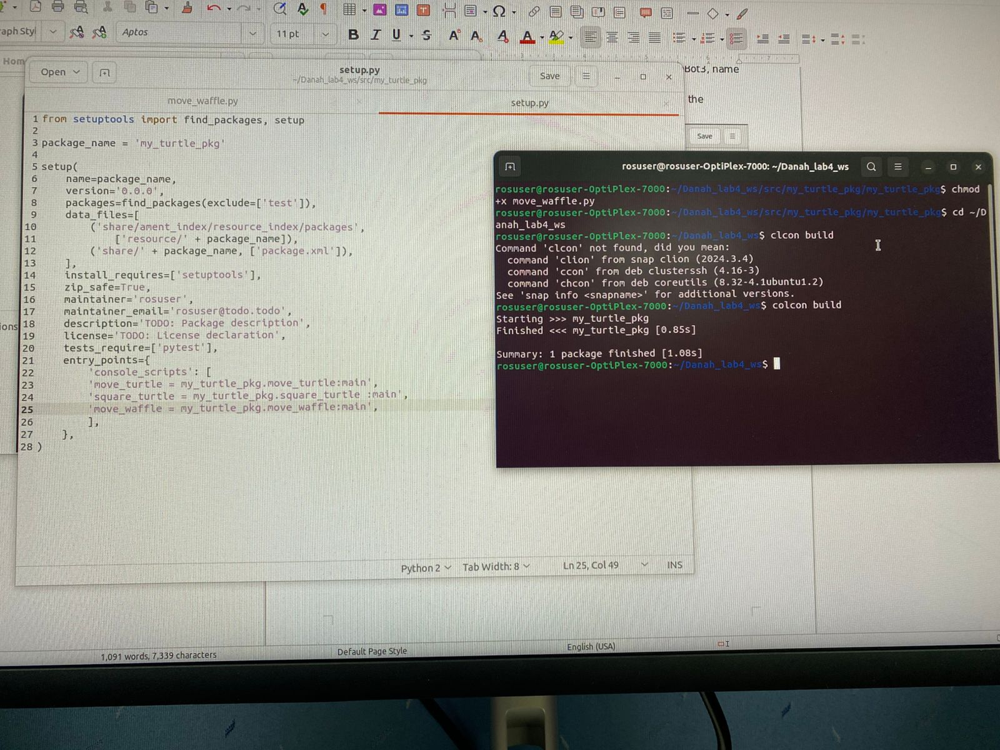 aph Styl
Aptos
11 pt
Hom
Open
setup.py
~/Danah_lab4_ws/src/my_turtle_pkg
Save
Bot3, name
the
Save
move_waffle.py
setup.py
1 from setuptools import find_packages, setup
2
3 package_name = 'my_turtle_pkg'
4
5 setup(
6     name=package_name,
7     version='0.0.0',
8     packages=find_packages(exclude=['test']),
9     data_files=[
10         ('share/ament_index/resource_index/packages',
11             ['resource/' + package_name]),
12         ('share/' + package_name, ['package.xml']),
13     ],
14     install_requires=['setuptools'],
15     zip_safe=True,
16     maintainer='rosuser',
17     maintainer_email='rosuser@todo.todo',
18     description='TODO: Package description',
19     license='TODO: License declaration',
20     tests_require=['pytest'],
21     entry_points={
22         'console_scripts': [
23         'move_turtle = my_turtle_pkg.move_turtle:main',
24         'square_turtle = my_turtle_pkg.square_turtle :main',
25         'move_waffle = my_turtle_pkg.move_waffle:main',
26         ],
27     },
28 )
ions
Python 2
Tab Width: 8
Ln 25, Col 49
INS
rosuser@rosuser-OptiPlex-7000: ~/Danah_lab4_ws
rosuser@rosuser-OptiPlex-7000:~/Danah_lab4_ws/src/my_turtle_pkg/my_turtle_pkg$ chmod
+x move_waffle.py
rosuser@rosuser-OptiPlex-7000:~/Danah_lab4_ws/src/my_turtle_pkg/my_turtle_pkg$ cd ~/D
anah_lab4_ws
rosuser@rosuser-OptiPlex-7000:~/Danah_lab4_ws$ clcon build
Command 'clcon' not found, did you mean:
  command 'clion' from snap clion (2024.3.4)
  command 'ccon' from deb clusterssh (4.16-3)
  command 'chcon' from deb coreutils (8.32-4.1ubuntu1.2)
See 'snap info <snapname>' for additional versions.
rosuser@rosuser-OptiPlex-7000:~/Danah_lab4_ws$ colcon build
Starting >>> my_turtle_pkg
Finished <<< my_turtle_pkg [0.85s]
Summary: 1 package finished [1.08s]
rosuser@rosuser-OptiPlex-7000:~/Danah_lab4_ws$
1,091 words, 7,339 characters
Default Page Style
English (USA)